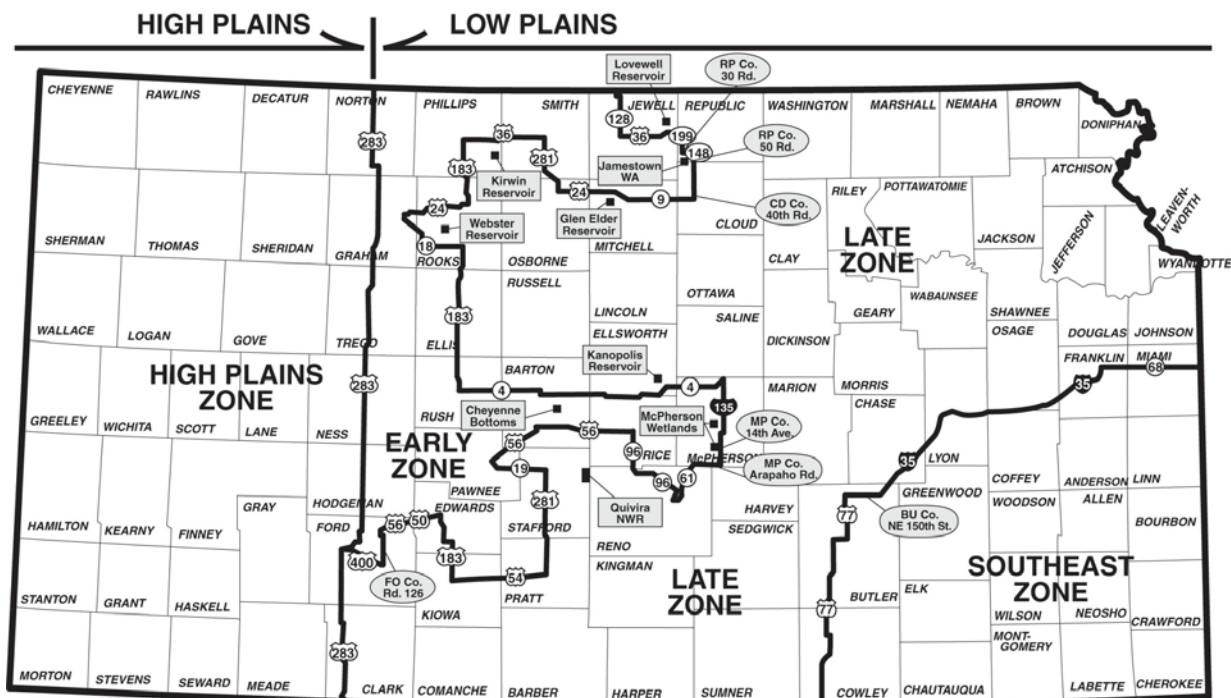 HIGH PLAINS
LOW PLAINS
Lovewell
Reservoir
RP Co.
30 Rd.
CHEYENNE
RAWLINS
DECATUR
NORTON
PHILLIPS
SMITH
JEWELL
REPUBLIC
WASHINGTON
MARSHALL
NEMAHA
BROWN
DONIPHAN
283
36
128
36
199
148
RP Co.
50 Rd.
183
281
Kirwin
Reservoir
Jamestown
WA
ATCHISON
24
24
9
Webster
Reservoir
Glen Elder
Reservoir
CD Co.
40th Rd.
RILEY
POTTAWATOMIE
JACKSON
JEFFERSON
LEAVEN-
WORTH
WYANDOTTE
SHERMAN
THOMAS
SHERIDAN
GRAHAM
18
ROOKS
OSBORNE
MITCHELL
CLOUD
CLAY
LATE
ZONE
RUSSELL
OTTAWA
WABAUNSEE
SHAWNEE
WALLACE
LOGAN
GOVE
TREGO
ELLIS
183
LINCOLN
SALINE
GEARY
OSAGE
DOUGLAS
JOHNSON
ELLSWORTH
DICKINSON
Kanopolis
Reservoir
FRANKLIN
MIAMI
68
HIGH PLAINS
ZONE
283
BARTON
4
4
MARION
MORRIS
35
CHASE
GREELEY
WICHITA
SCOTT
LANE
NESS
RUSH
Cheyenne
Bottoms
McPherson
Wetlands
135
MP Co.
14th Ave.
EARLY
ZONE
56
56
96
RICE
McPHERSON
MP Co.
Arapaho Rd.
35
LYON
19
96
61
PAWNEE
COFFEY
ANDERSON
LINN
HODGEMAN
EDWARDS
281
Quivira
NWR
HARVEY
GREENWOOD
WOODSON
ALLEN
GRAY
FORD
56
50
STAFFORD
SEDGWICK
77
BU Co.
NE 150th St.
BOURBON
HAMILTON
KEARNY
FINNEY
RENO
400
183
KINGMAN
FO Co.
Rd. 126
54
LATE
ZONE
SOUTHEAST
ZONE
STANTON
GRANT
HASKELL
KIOWA
PRATT
77
BUTLER
ELK
WILSON
NEOSHO
CRAWFORD
MONT-
GOMERY
283
MORTON
STEVENS
SEWARD
MEADE
CLARK
COMANCHE
BARBER
HARPER
SUMNER
COWLEY
CHAUTAUQUA
LABETTE
CHEROKEE